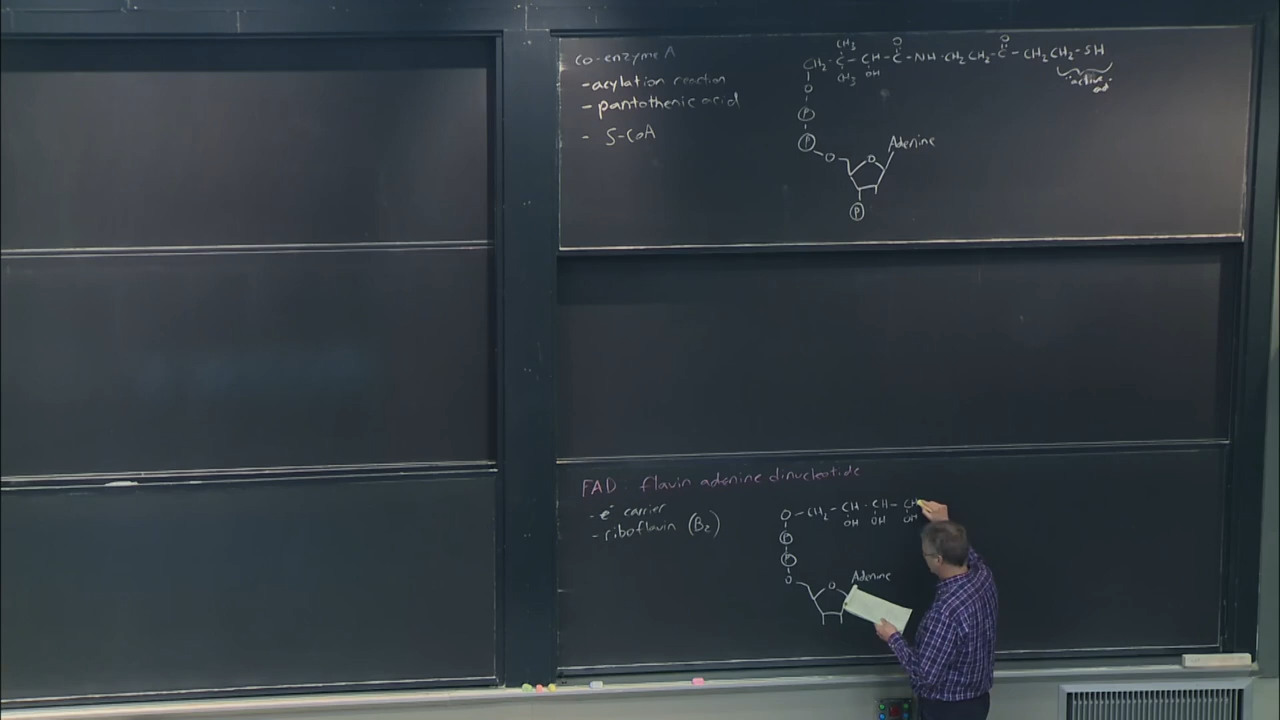 co-enzyme A
- acylation reaction
- pantothenic acid
- S-CoA
CH3 O O
CH2 - C - CH - C - NH - CH2 CH2 - C - CH2 CH2 - SH
CH3 OH
"active"
O
P
P
O O Adenine
P
FAD flavin adenine dinucleotide
- e- carrier
- riboflavin (B2)
O - CH2 - CH - CH - CH
OH OH OH
P
P
O O Adenine